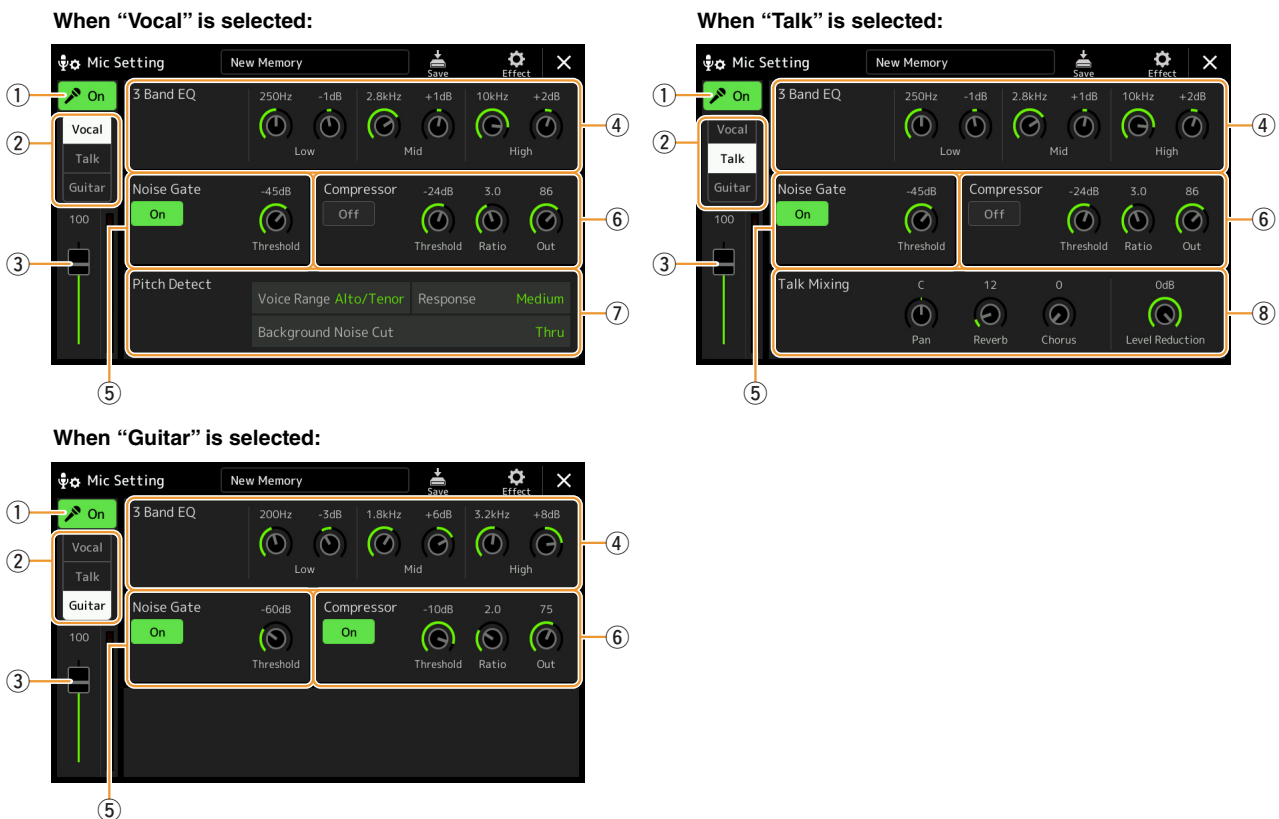 When “Vocal” is selected:
Mic Setting New Memory Save Effect
① On 3 Band EQ 250Hz -1dB 2.8kHz +1dB 10kHz +2dB ④
② Vocal Low Mid High
Talk
Guitar Noise Gate -45dB Compressor -24dB 3.0 86
100 On Off ⑥
Threshold Threshold Ratio Out
③
Pitch Detect
Voice Range Alto/Tenor Response Medium
⑦
Background Noise Cut Thru
⑤
When “Talk” is selected:
Mic Setting New Memory Save Effect
① On 3 Band EQ 250Hz -1dB 2.8kHz +1dB 10kHz +2dB ④
② Vocal Low Mid High
Talk
Guitar Noise Gate -45dB Compressor -24dB 3.0 86
100 On Off ⑥
Threshold Threshold Ratio Out
③
Talk Mixing C 12 0 0dB
⑧
Pan Reverb Chorus Level Reduction
⑤
When “Guitar” is selected:
Mic Setting New Memory Save Effect
① On 3 Band EQ 200Hz -3dB 1.8kHz +6dB 3.2kHz +8dB ④
② Vocal Low Mid High
Talk
Guitar Noise Gate -60dB Compressor -10dB 2.0 75
100 On On ⑥
Threshold Threshold Ratio Out
③
⑤